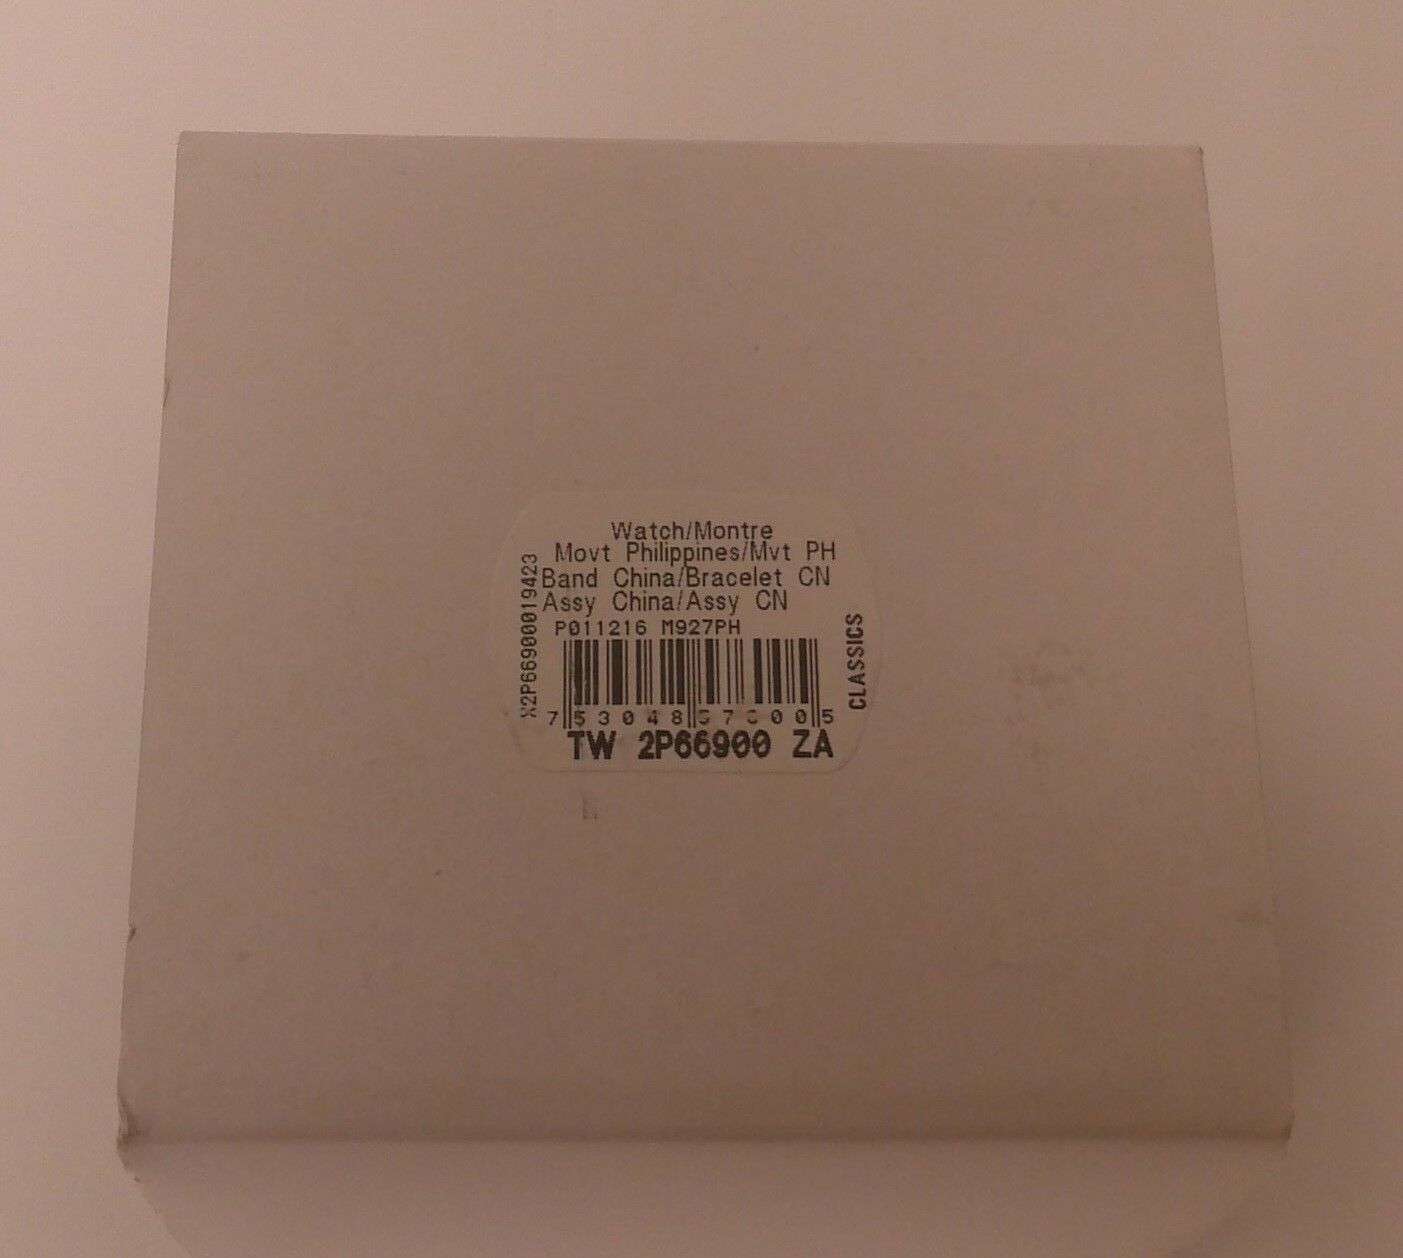 Watch/Montre
Movt Philippines/Mvt PH
Band China/Bracelet CN
Assy China/Assy CN
P011216 M927PH
X2P66900019423
CLASSICS
TW 2P66900 ZA